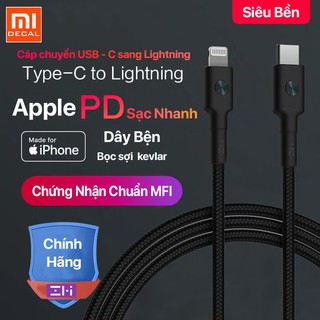 mi
DECAL
Siêu Bền
Cáp chuyển USB - C sang Lightning
Type-C to Lightning
Apple PD Sạc Nhanh
Made for
iPhone
Dây Bện
Bọc sợi kevlar
Chứng Nhận Chuẩn MFI
Chính
Hãng
ZMI